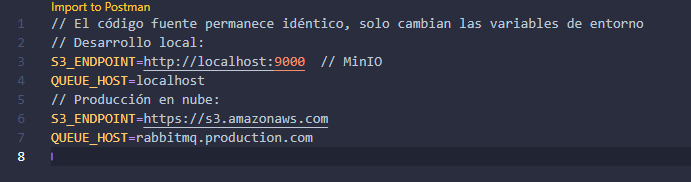 Import to Postman
1 // El código fuente permanece idéntico, solo cambian las variables de entorno
2 // Desarrollo local:
3 S3_ENDPOINT=http://localhost:9000  // MinIO
4 QUEUE_HOST=localhost
5 // Producción en nube:
6 S3_ENDPOINT=https://s3.amazonaws.com
7 QUEUE_HOST=rabbitmq.production.com
8